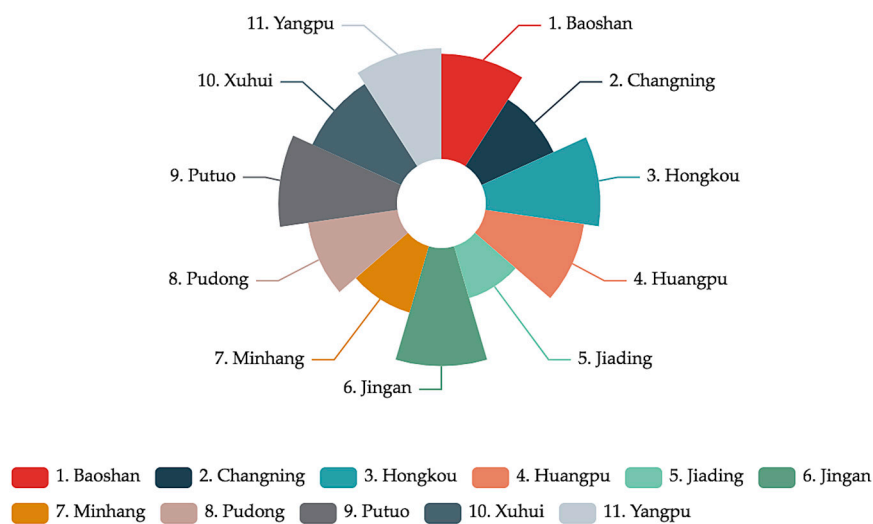 11. Yangpu
1. Baoshan
10. Xuhui
2. Changning
9. Putuo
3. Hongkou
8. Pudong
4. Huangpu
7. Minhang
5. Jiading
6. Jingan
1. Baoshan 2. Changning 3. Hongkou 4. Huangpu 5. Jiading 6. Jingan
7. Minhang 8. Pudong 9. Putuo 10. Xuhui 11. Yangpu